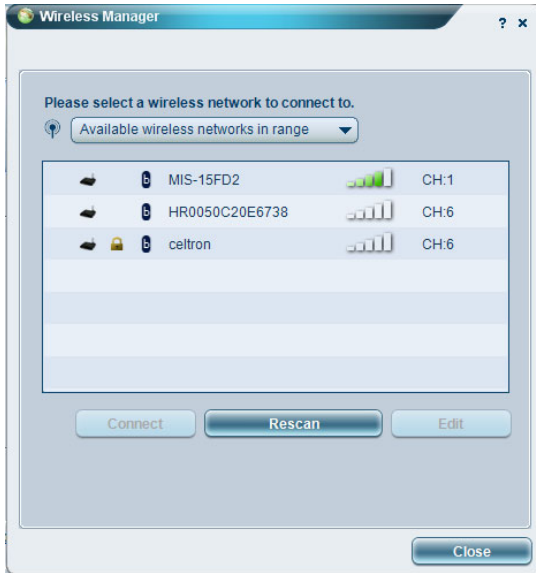 Wireless Manager
? x
Please select a wireless network to connect to.
Available wireless networks in range
b MIS-15FD2 CH:1
b HR0050C20E6738 CH:6
b celtron CH:6
Connect Rescan Edit
Close